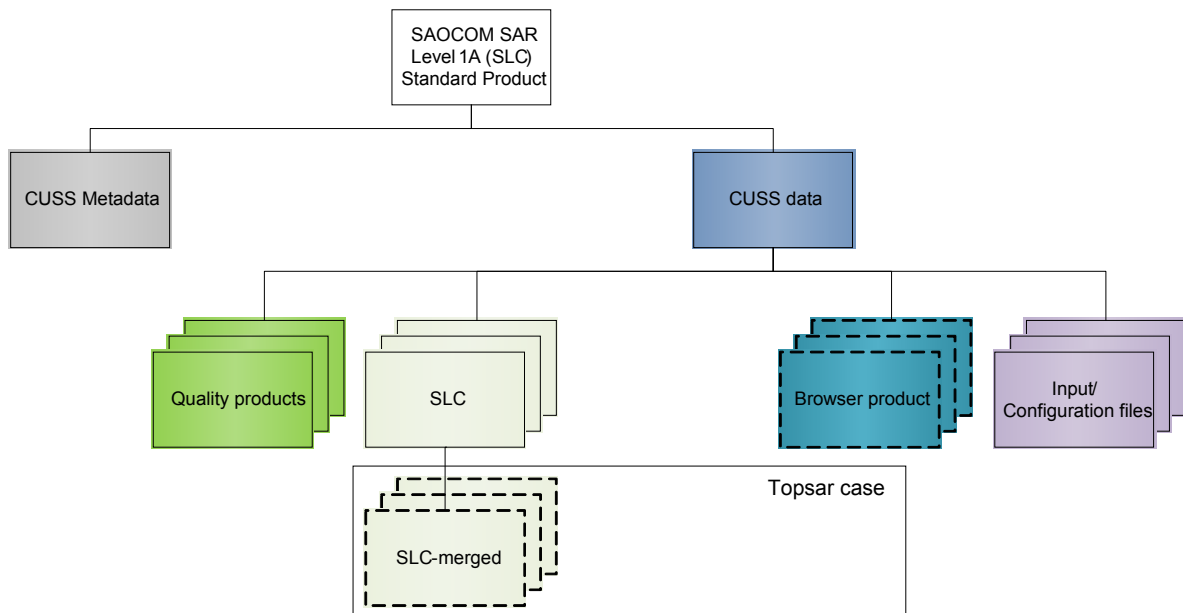 SAOCOM SAR
Level 1A (SLC)
Standard Product
CUSS Metadata
CUSS data
Quality products
SLC
Browser product
Input/
Configuration files
Topsar case
SLC-merged